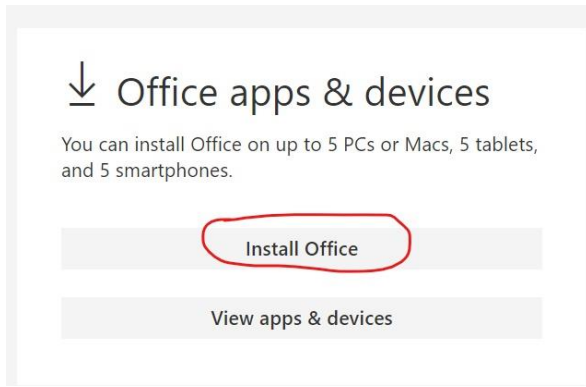 Office apps & devices
You can install Office on up to 5 PCs or Macs, 5 tablets,
and 5 smartphones.
Install Office
View apps & devices